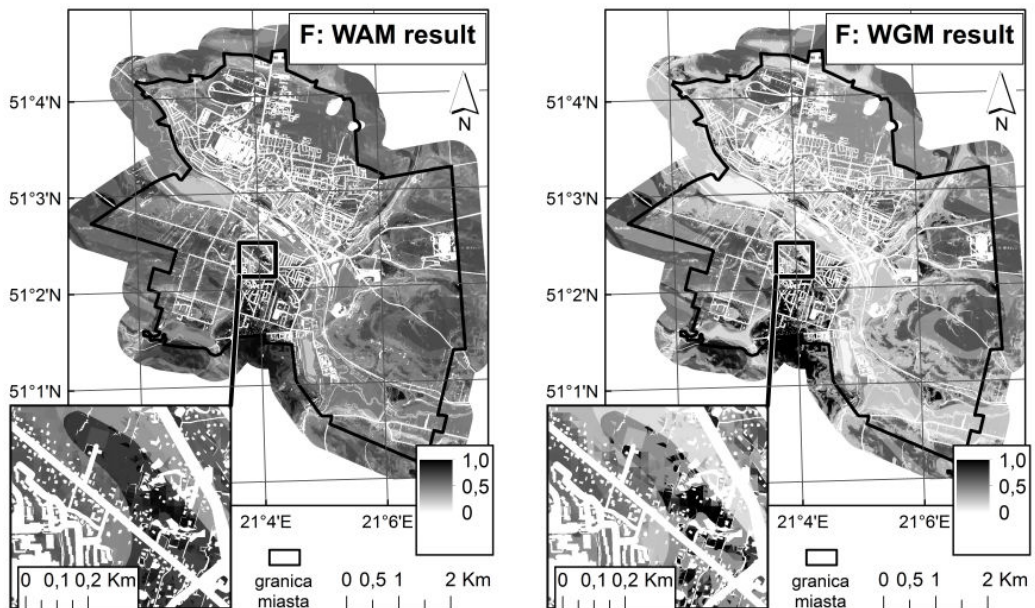 F: WAM result
N
51°4'N
51°3'N
51°2'N
51°1'N
1,0
0,5
0
21°4'E
21°6'E
0 0,1 0,2 Km
granica
miasta
0 0,5 1 2 Km
F: WGM result
N
51°4'N
51°3'N
51°2'N
51°1'N
1,0
0,5
0
21°4'E
21°6'E
0 0,1 0,2 Km
granica
miasta
0 0,5 1 2 Km